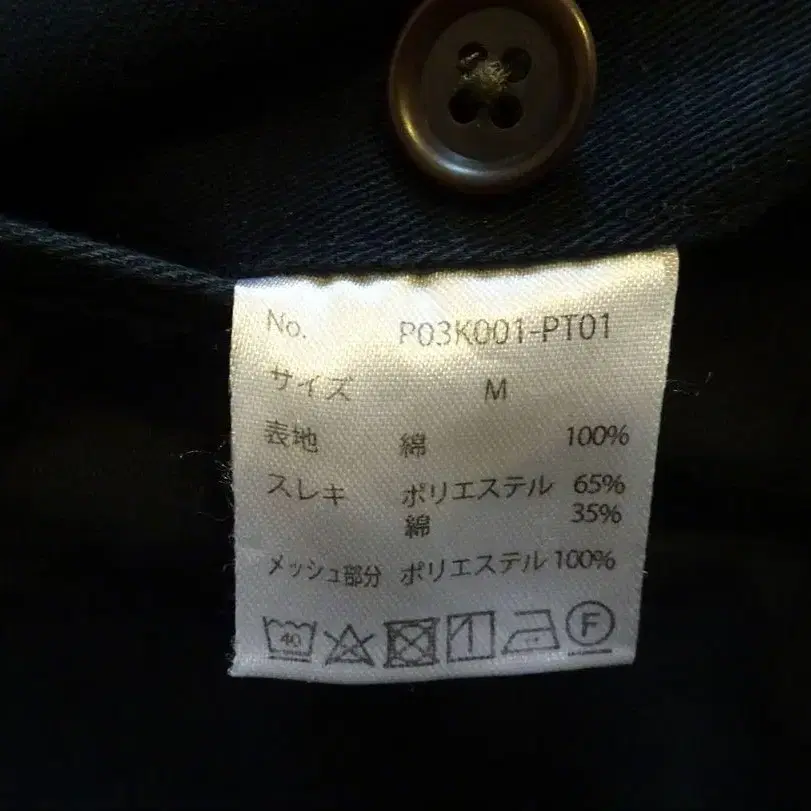 No. P03K001-PT01
サイズ M
表地 綿 100%
スレキ ポリエステル 65%
綿 35%
メッシュ部分 ポリエステル 100%
40 F